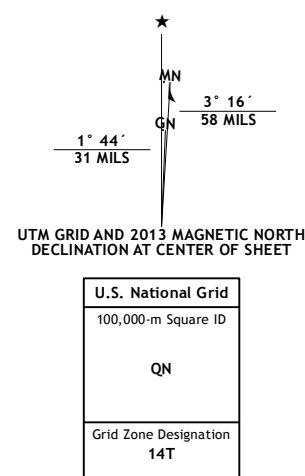 ★
MN
3° 16´
58 MILS
GN
1° 44´
31 MILS
UTM GRID AND 2013 MAGNETIC NORTH
DECLINATION AT CENTER OF SHEET
U.S. National Grid
100,000-m Square ID
QN
Grid Zone Designation
14T